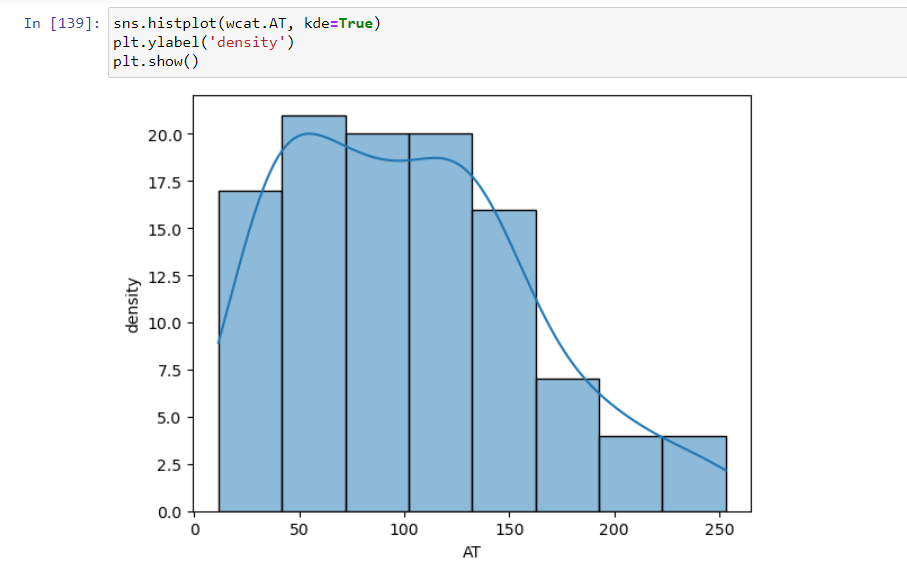 In [139]: sns.histplot(wcat.AT, kde=True)
plt.ylabel('density')
plt.show()
20.0
17.5
15.0
12.5
10.0
7.5
5.0
2.5
0.0
density
0 50 100 150 200 250
AT